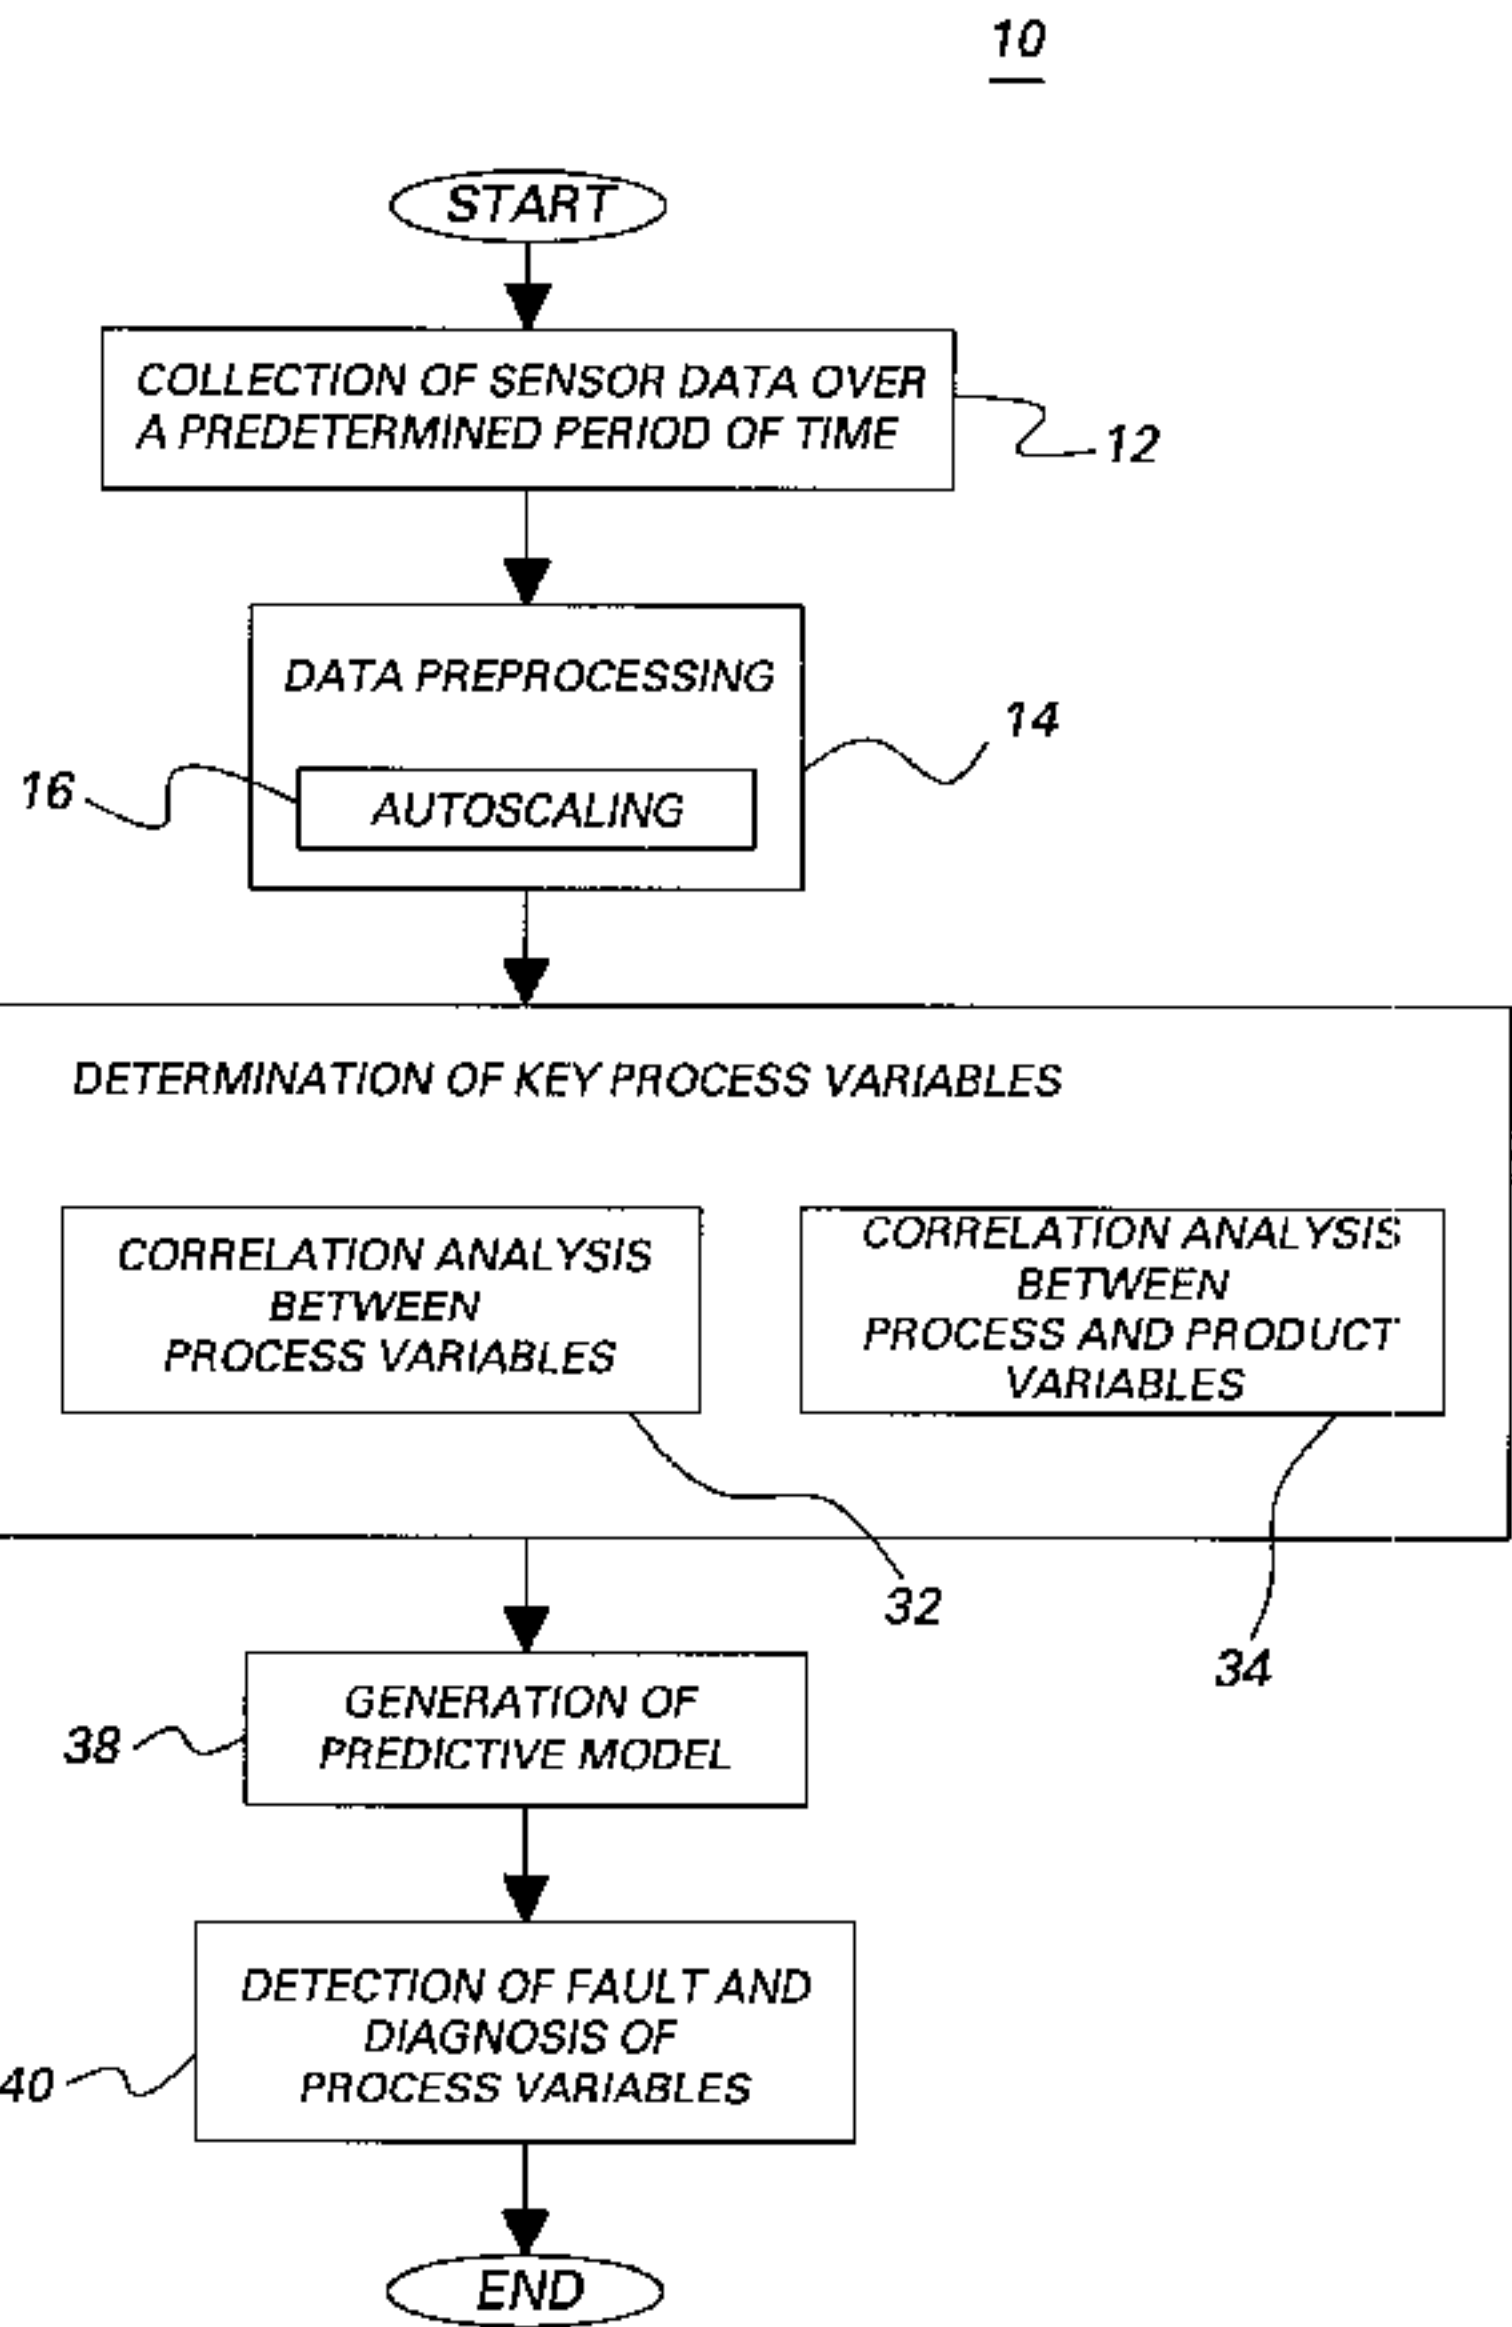 10
START
COLLECTION OF SENSOR DATA OVER
A PREDETERMINED PERIOD OF TIME
12
DATA PREPROCESSING
14
16
AUTOSCALING
DETERMINATION OF KEY PROCESS VARIABLES
CORRELATION ANALYSIS
BETWEEN
PROCESS VARIABLES
CORRELATION ANALYSIS
BETWEEN
PROCESS AND PRODUCT
VARIABLES
32
34
GENERATION OF
PREDICTIVE MODEL
38
DETECTION OF FAULT AND
DIAGNOSIS OF
PROCESS VARIABLES
40
END